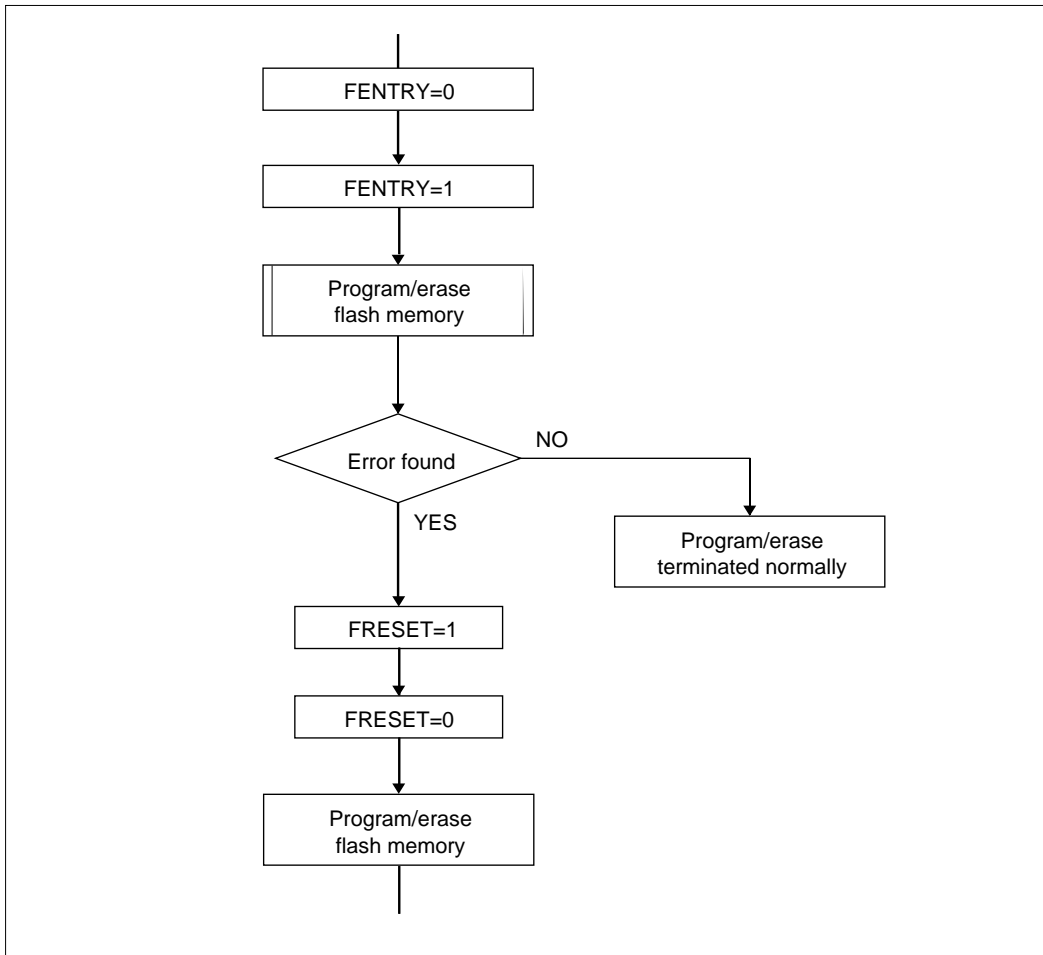 FENTRY=0
FENTRY=1
Program/erase
flash memory
Error found
NO
YES
Program/erase
terminated normally
FRESET=1
FRESET=0
Program/erase
flash memory